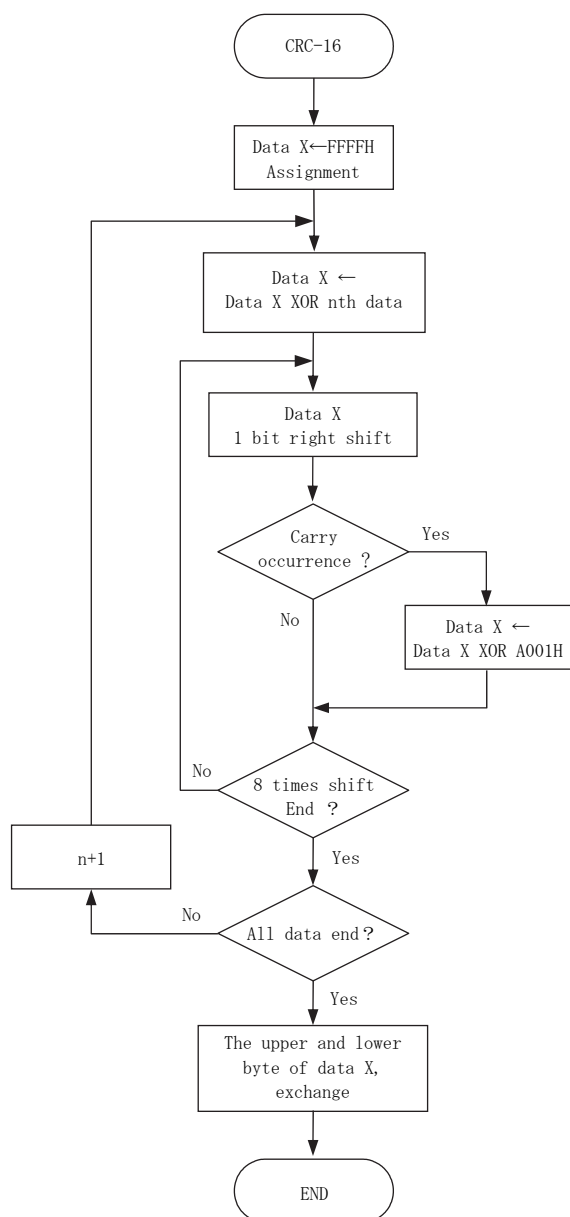 CRC-16
Data X←FFFFH
Assignment
Data X ←
Data X XOR nth data
Data X
1 bit right shift
Carry
occurrence ?
Yes
No
Data X ←
Data X XOR A001H
8 times shift
End ?
No
Yes
n+1
All data end?
No
Yes
The upper and lower
byte of data X,
exchange
END